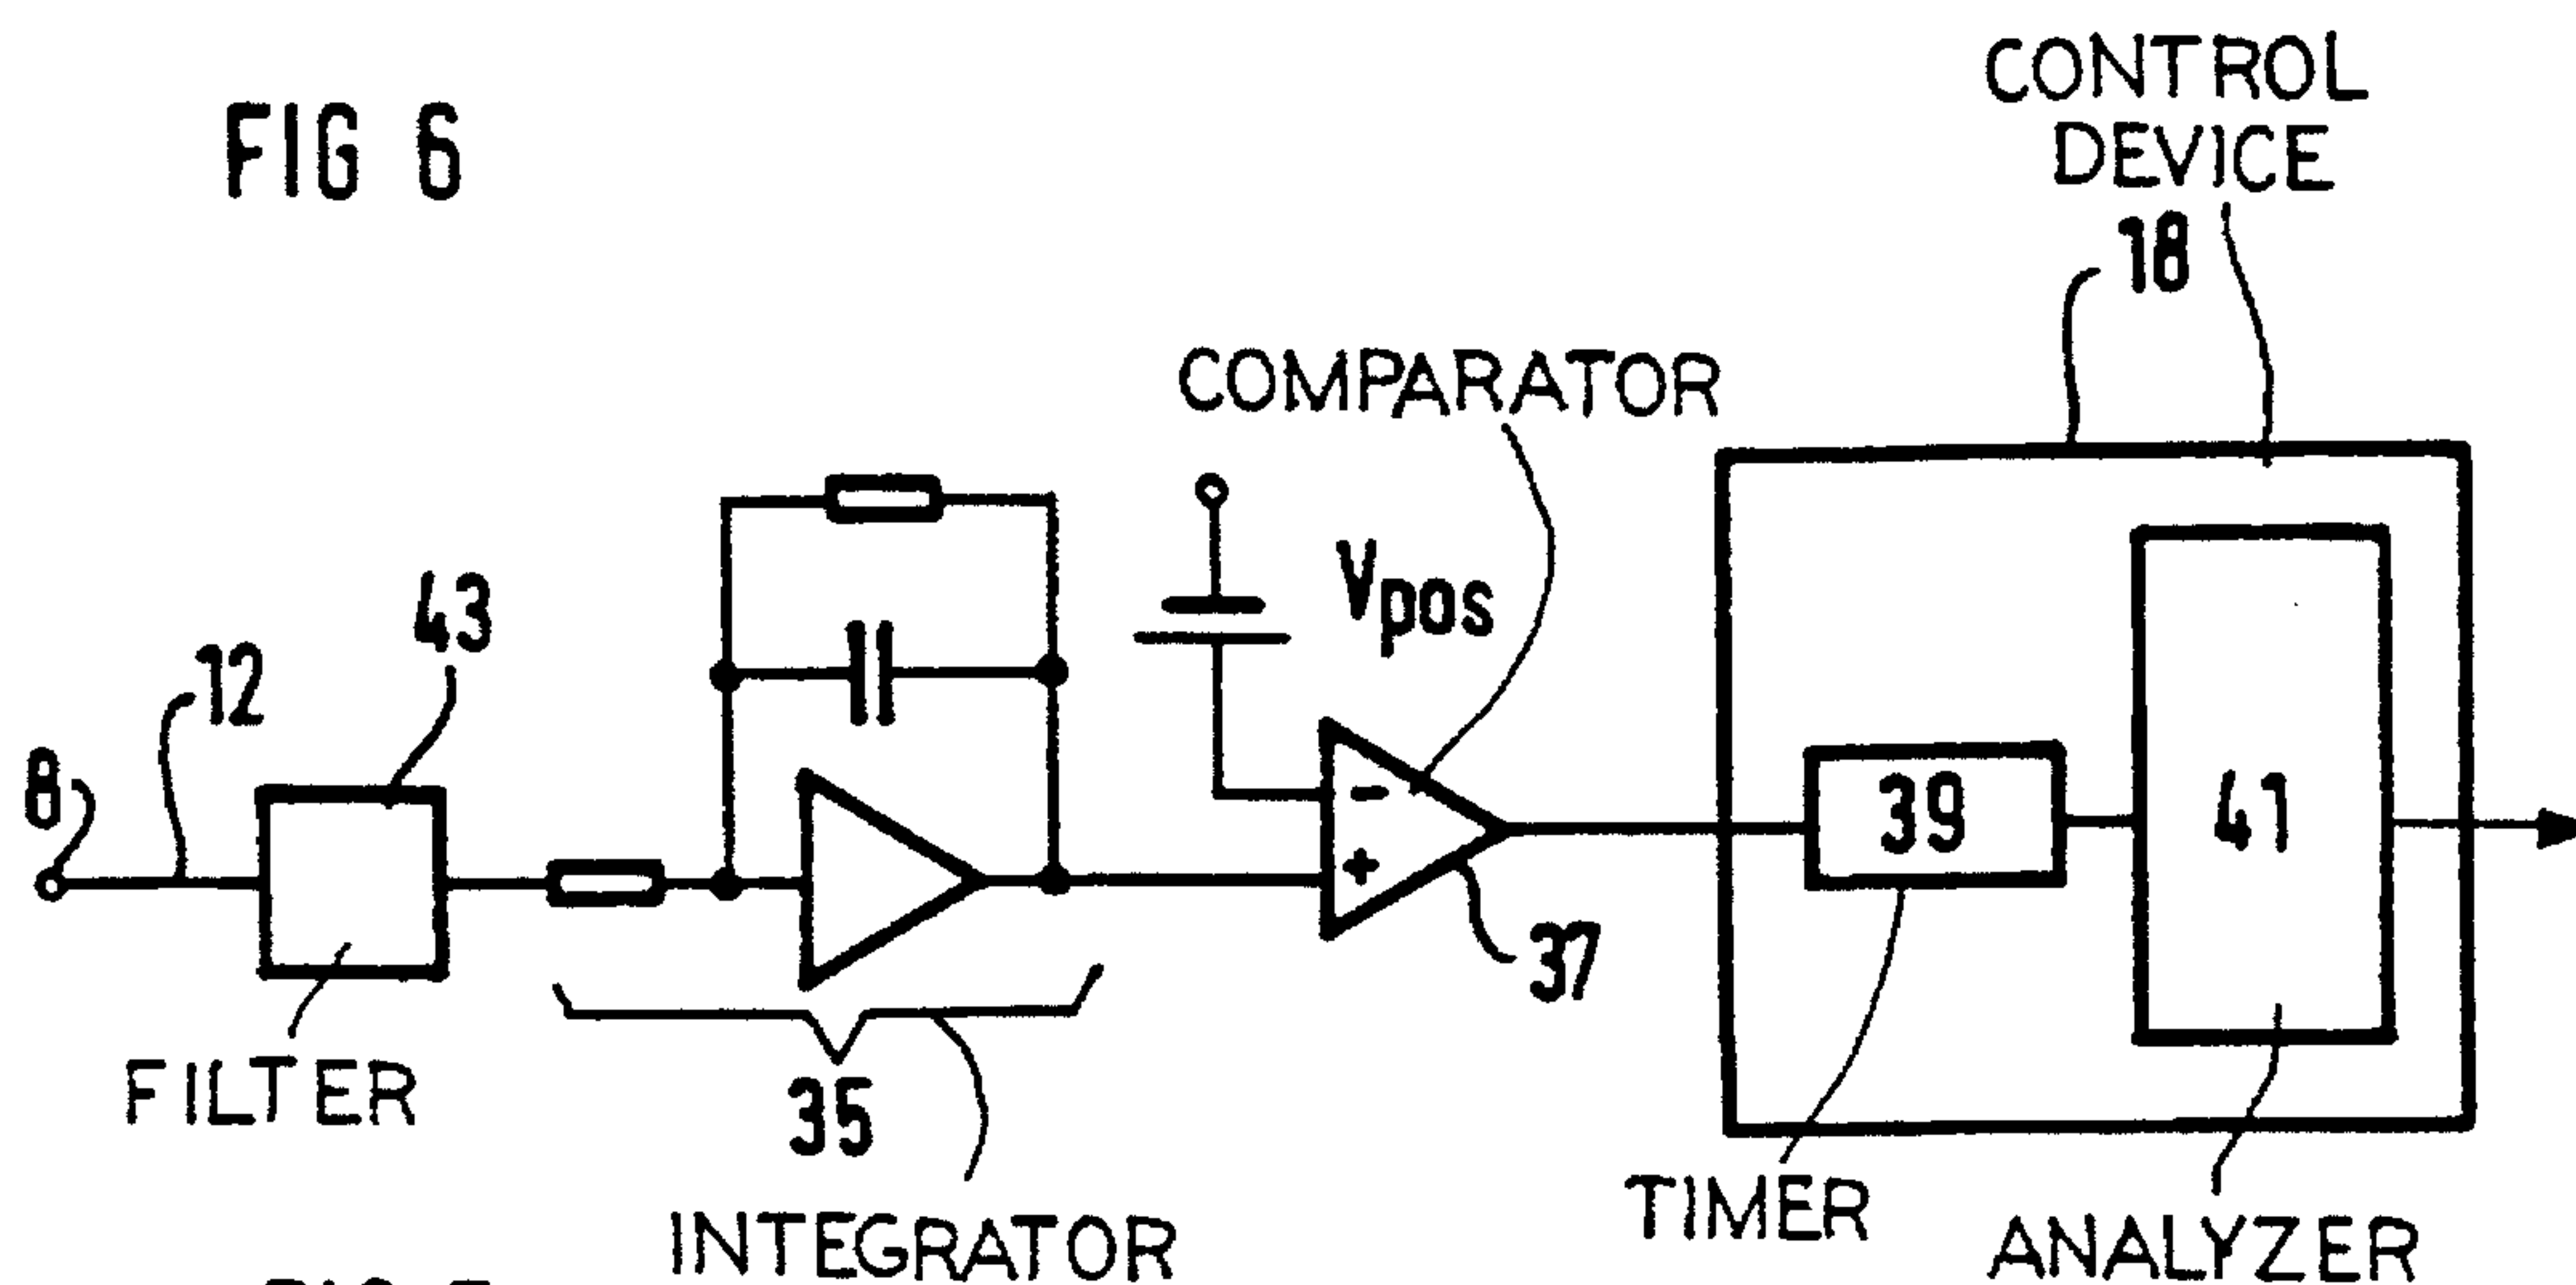 FIG 6
CONTROL
DEVICE
18
COMPARATOR
Vpos
43
12
8
-
+
39
41
37
FILTER
35
TIMER
INTEGRATOR
ANALYZER